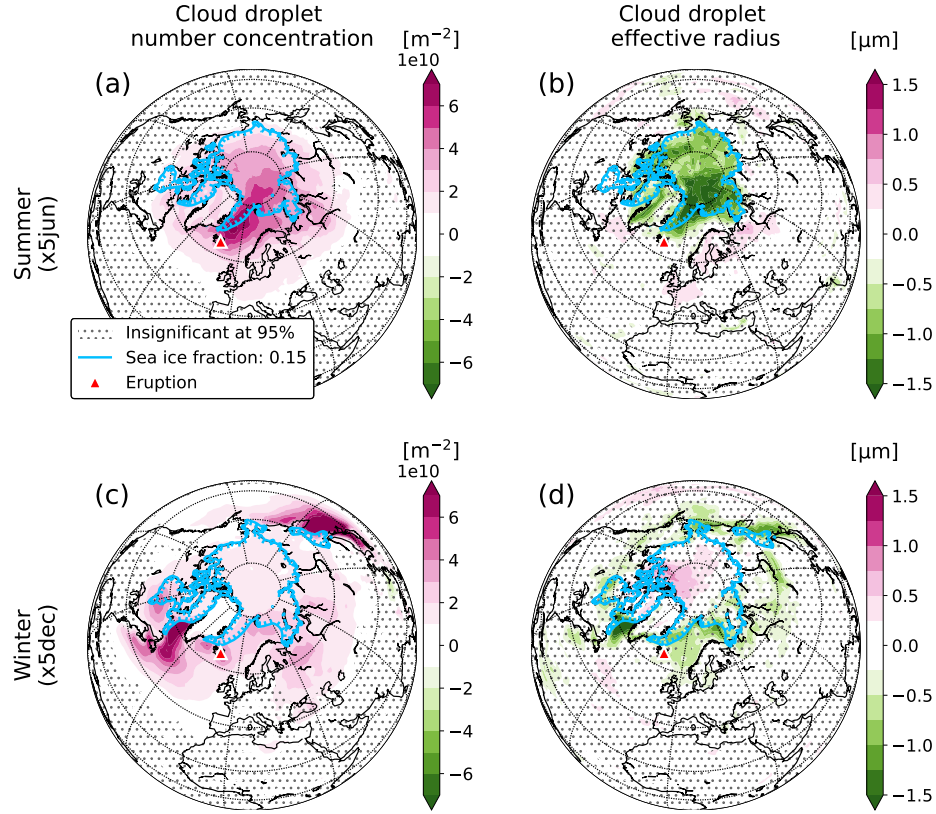 Cloud droplet
number concentration
Cloud droplet
effective radius
[m⁻²]
1e10
[µm]
Summer
(x5jun)
(a)
6
4
2
0
−2
−4
−6
(b)
1.5
1.0
0.5
0.0
−0.5
−1.0
−1.5
Insignificant at 95%
Sea ice fraction: 0.15
Eruption
[m⁻²]
1e10
[µm]
Winter
(x5dec)
(c)
6
4
2
0
−2
−4
−6
(d)
1.5
1.0
0.5
0.0
−0.5
−1.0
−1.5